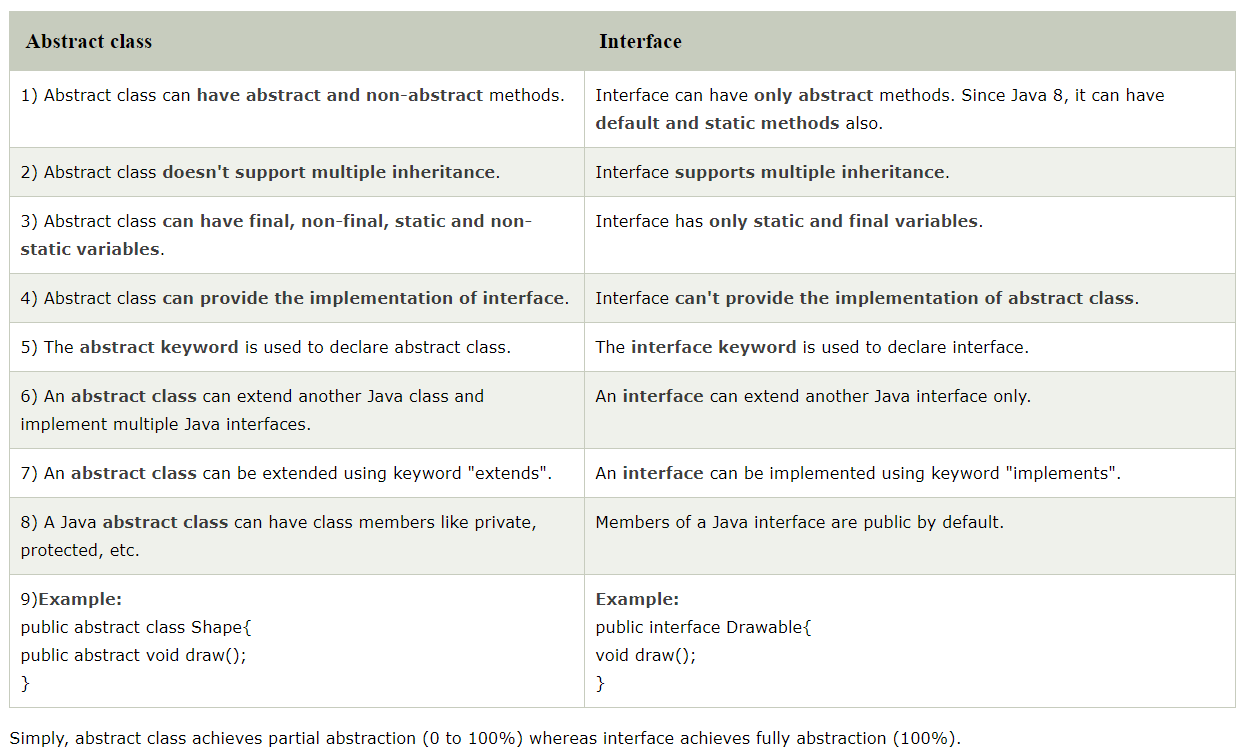 Abstract class
Interface
1) Abstract class can have abstract and non-abstract methods.
Interface can have only abstract methods. Since Java 8, it can have
default and static methods also.
2) Abstract class doesn't support multiple inheritance.
Interface supports multiple inheritance.
3) Abstract class can have final, non-final, static and non-
static variables.
Interface has only static and final variables.
4) Abstract class can provide the implementation of interface.
Interface can't provide the implementation of abstract class.
5) The abstract keyword is used to declare abstract class.
The interface keyword is used to declare interface.
6) An abstract class can extend another Java class and
implement multiple Java interfaces.
An interface can extend another Java interface only.
7) An abstract class can be extended using keyword "extends".
An interface can be implemented using keyword "implements".
8) A Java abstract class can have class members like private,
protected, etc.
Members of a Java interface are public by default.
9)Example:
public abstract class Shape{
public abstract void draw();
}
Example:
public interface Drawable{
void draw();
}
Simply, abstract class achieves partial abstraction (0 to 100%) whereas interface achieves fully abstraction (100%).